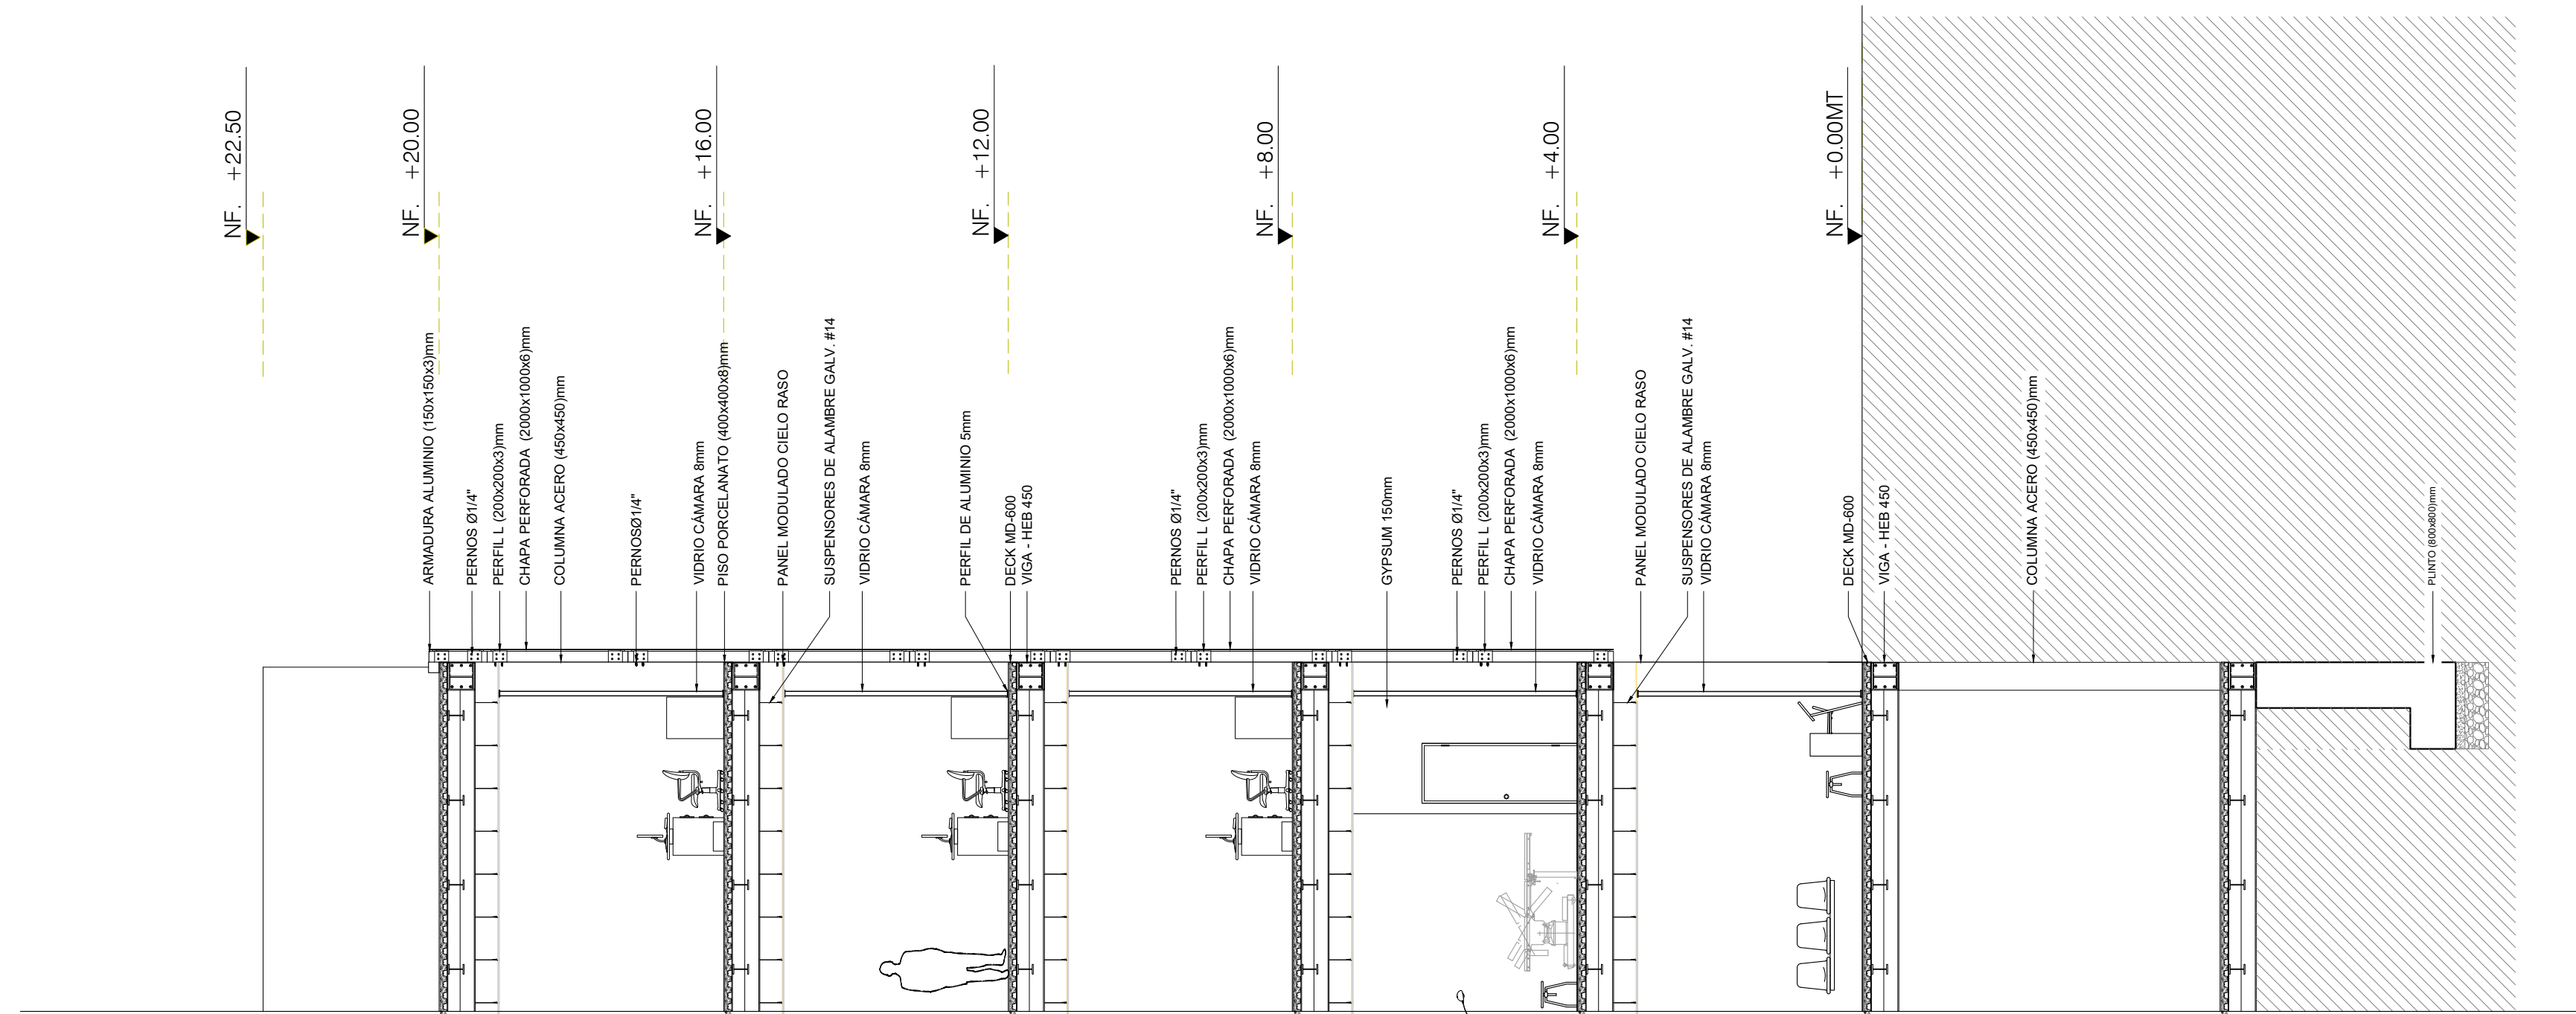 NF. +22.50
NF. +20.00
NF. +16.00
NF. +12.00
NF. +8.00
NF. +4.00
NF. +0.00MT
ARMADURA ALUMINIO (150x150x3)mm
PERNOS Ø1/4"
PERFIL L (200x200x3)mm
CHAPA PERFORADA (2000x1000x6)mm
COLUMNA ACERO (450x450)mm
PERNOSØ1/4"
VIDRIO CÁMARA 8mm
PISO PORCELANATO (400x400x8)mm
PANEL MODULADO CIELO RASO
SUSPENSORES DE ALAMBRE GALV. #14
VIDRIO CÁMARA 8mm
PERFIL DE ALUMINIO 5mm
DECK MD-600
VIGA - HEB 450
PERNOS Ø1/4"
PERFIL L (200x200x3)mm
CHAPA PERFORADA (2000x1000x6)mm
VIDRIO CÁMARA 8mm
GYPSUM 150mm
PERNOS Ø1/4"
PERFIL L (200x200x3)mm
CHAPA PERFORADA (2000x1000x6)mm
VIDRIO CÁMARA 8mm
PANEL MODULADO CIELO RASO
SUSPENSORES DE ALAMBRE GALV. #14
VIDRIO CÁMARA 8mm
DECK MD-600
VIGA - HEB 450
COLUMNA ACERO (450x450)mm
PLINTO (800x800)mm